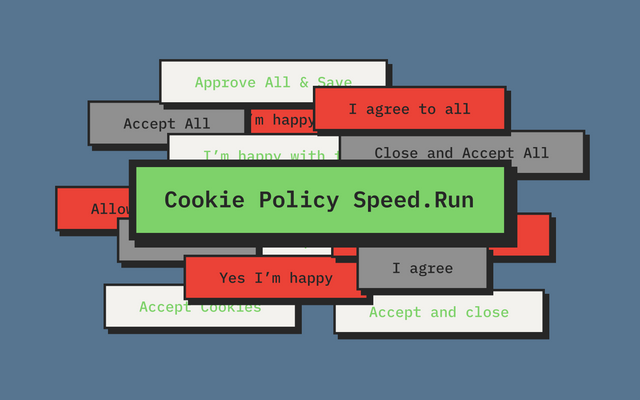 Approve All & Save
I agree to all
Accept All
m happy
I’m happy with
Close and Accept All
Cookie Policy Speed.Run
Yes I’m happy
I agree
Accept Cookies
Accept and close